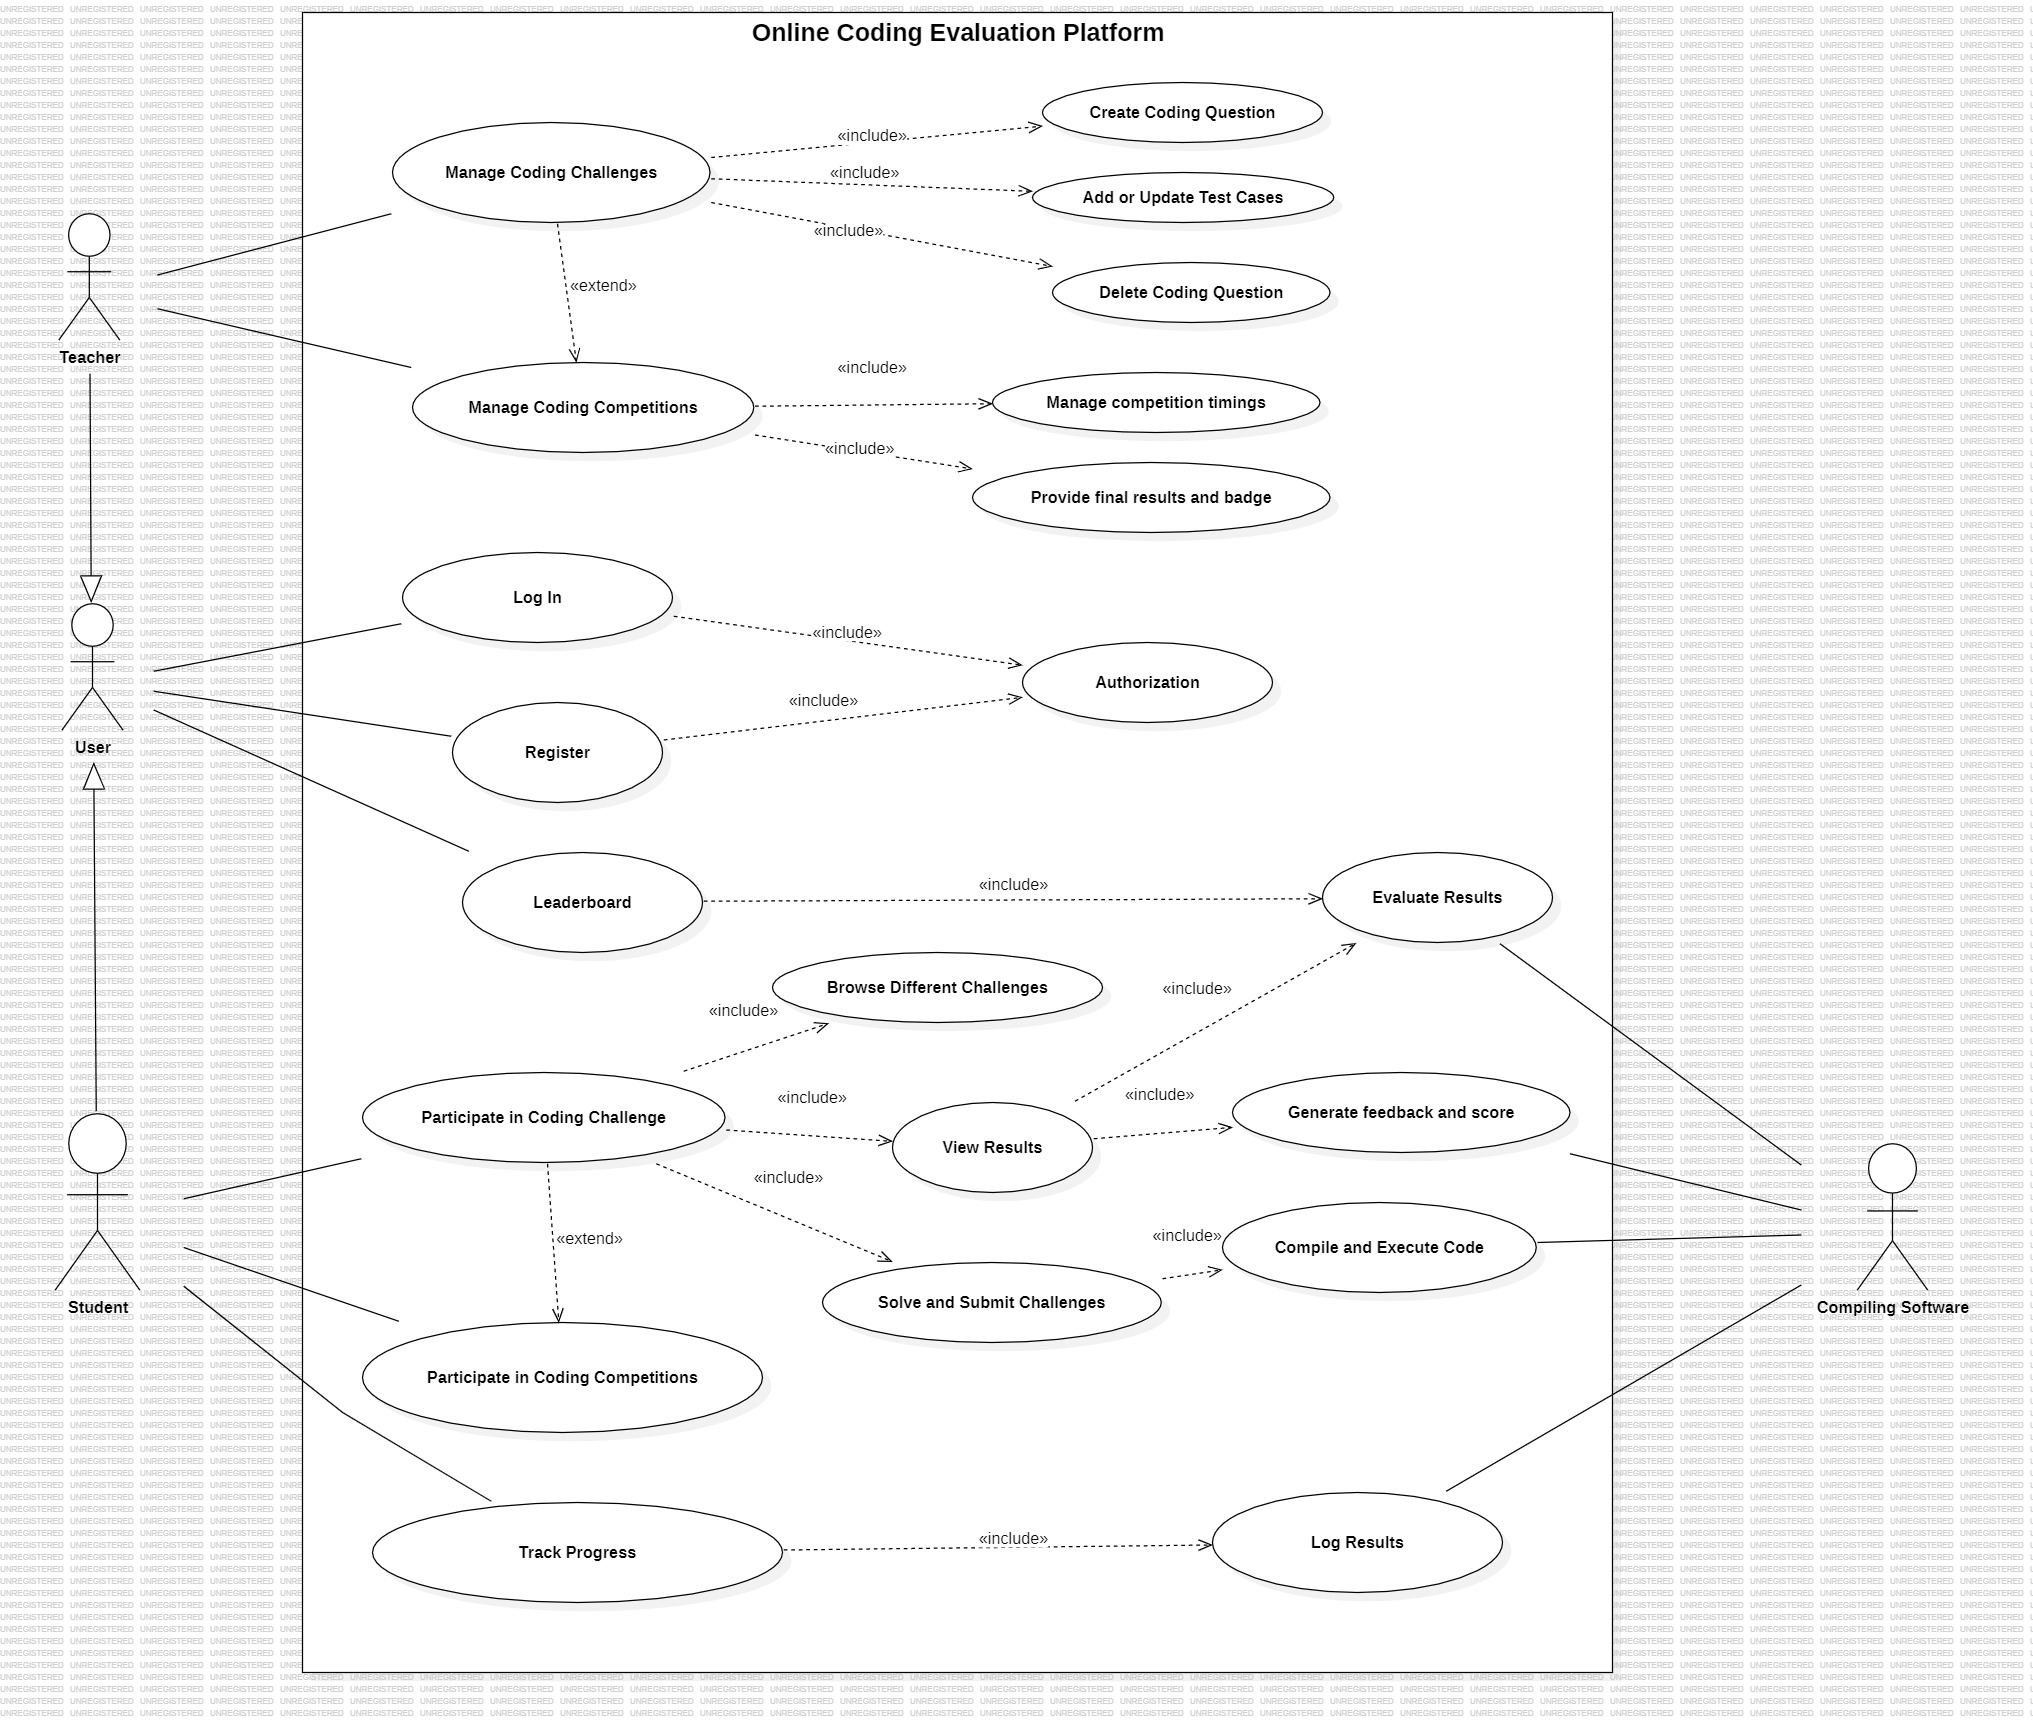 Online Coding Evaluation Platform
Create Coding Question
«include»
Manage Coding Challenges
«include»
Add or Update Test Cases
«include»
«extend»
Delete Coding Question
Teacher
«include»
Manage Coding Competitions
Manage competition timings
«include»
Provide final results and badge
Log In
«include»
Authorization
«include»
User
Register
«include»
Leaderboard
Evaluate Results
Browse Different Challenges
«include»
«include»
«include»
«include»
Participate in Coding Challenge
Generate feedback and score
View Results
«include»
«extend»
«include»
Compile and Execute Code
Solve and Submit Challenges
Student
Compiling Software
Participate in Coding Competitions
«include»
Track Progress
Log Results
UNREGISTERED